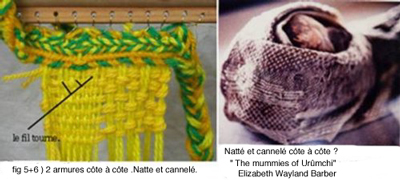 le fil tourne.
fig 5+6 ) 2 armures côte à côte .Natte et cannelé.
Natté et cannelé côte à côte ?
" The mummies of Urûmchi"
Elizabeth Wayland Barber